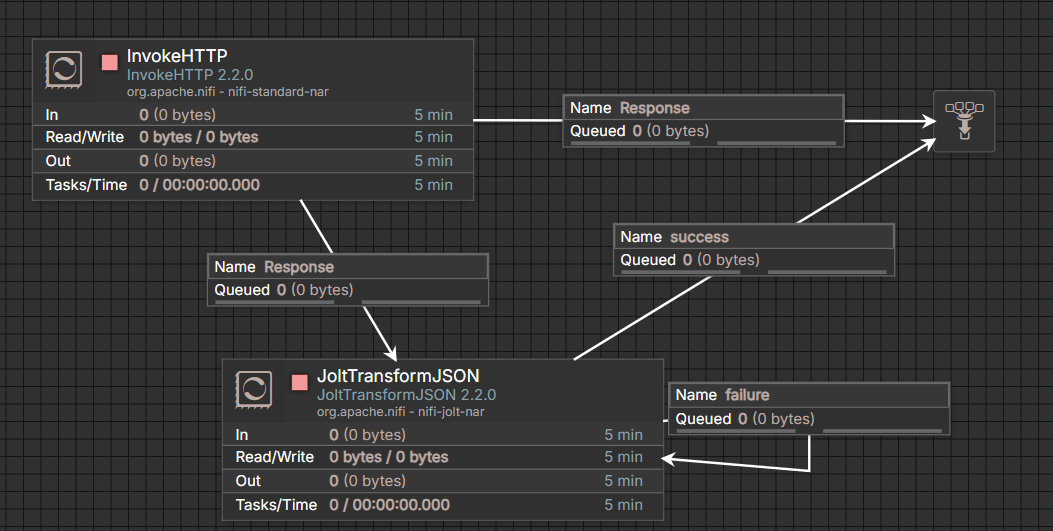 InvokeHTTP
InvokeHTTP 2.2.0
org.apache.nifi - nifi-standard-nar
In 0 (0 bytes) 5 min
Read/Write 0 bytes / 0 bytes 5 min
Out 0 (0 bytes) 5 min
Tasks/Time 0 / 00:00:00.000 5 min
Name Response
Queued 0 (0 bytes)
Name success
Queued 0 (0 bytes)
Name Response
Queued 0 (0 bytes)
JoltTransformJSON
JoltTransformJSON 2.2.0
org.apache.nifi - nifi-jolt-nar
In 0 (0 bytes) 5 min
Read/Write 0 bytes / 0 bytes 5 min
Out 0 (0 bytes) 5 min
Tasks/Time 0 / 00:00:00.000 5 min
Name failure
Queued 0 (0 bytes)